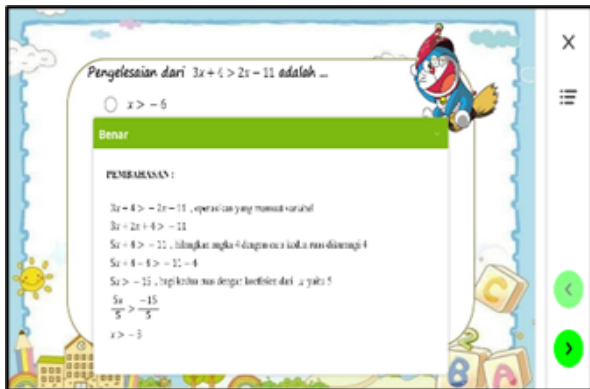 Pengelesaian dari 3x + 4 > 2x − 11 adalah ...
x > − 6
Benar
PEMBAHASAN :
3x + 4 > − 2x − 11 , operasikan yang memuat variabel
3x + 2x + 4 > − 11
5x + 4 > − 11 , hilangkan angka 4 dengan cara kedua ruas dikurangi 4
5x + 4 − 4 > − 11 − 4
5x > − 15 , bagi kedua ruas dengan koefisien dari x yaitu 5
5x/5 > −15/5
x > − 3
C
2
B
A